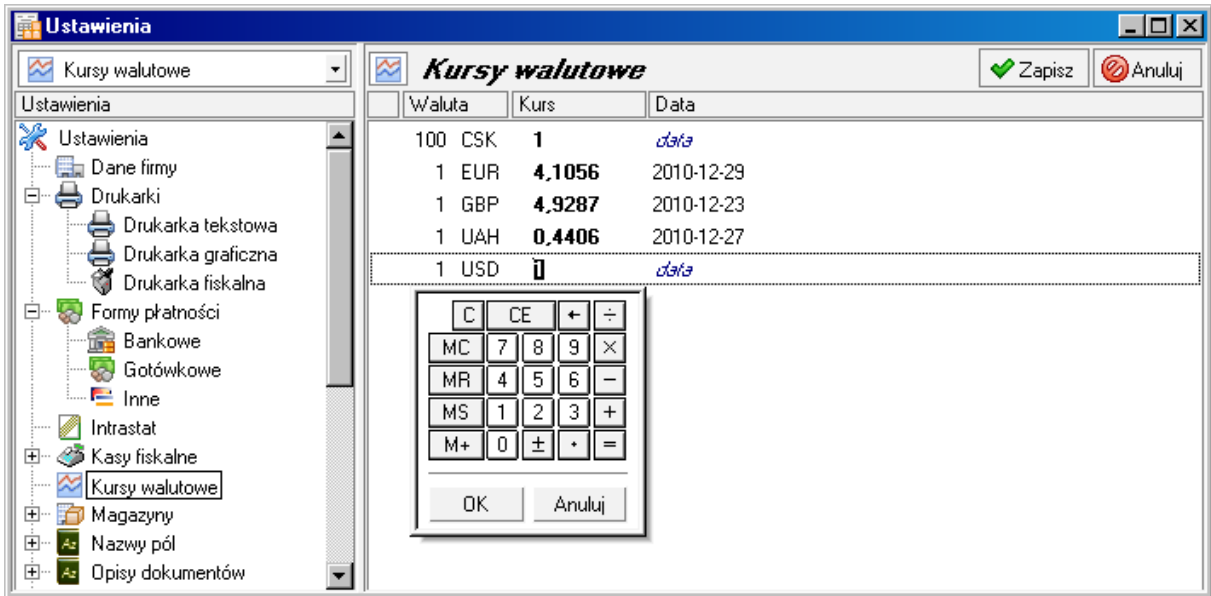 Ustawienia
Kursy walutowe
Ustawienia
Ustawienia
Dane firmy
Drukarki
Drukarka tekstowa
Drukarka graficzna
Drukarka fiskalna
Formy płatności
Bankowe
Gotówkowe
Inne
Intrastat
Kasy fiskalne
Kursy walutowe
Magazyny
Nazwy pól
Opisy dokumentów
Kursy walutowe
Zapisz Anuluj
Waluta Kurs Data
100 CSK 1 data
1 EUR 4,1056 2010-12-29
1 GBP 4,9287 2010-12-23
1 UAH 0,4406 2010-12-27
1 USD data
C CE ← ÷
MC 7 8 9 ×
MR 4 5 6 −
MS 1 2 3 +
M+ 0 ± · =
OK Anuluj